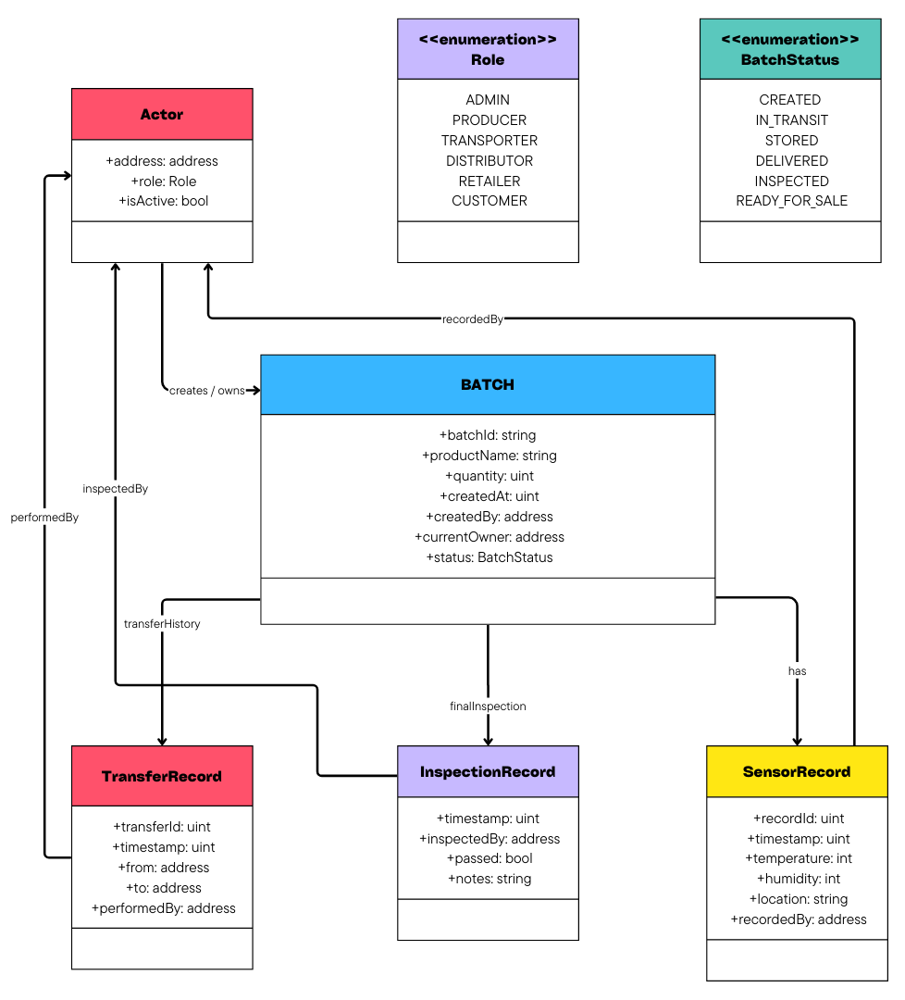 <<enumeration>>
Role
ADMIN
PRODUCER
TRANSPORTER
DISTRIBUTOR
RETAILER
CUSTOMER
<<enumeration>>
BatchStatus
CREATED
IN_TRANSIT
STORED
DELIVERED
INSPECTED
READY_FOR_SALE
Actor
+address: address
+role: Role
+isActive: bool
recordedBy
creates / owns
BATCH
+batchId: string
+productName: string
+quantity: uint
+createdAt: uint
+createdBy: address
+currentOwner: address
+status: BatchStatus
inspectedBy
performedBy
transferHistory
finalInspection
has
TransferRecord
+transferId: uint
+timestamp: uint
+from: address
+to: address
+performedBy: address
InspectionRecord
+timestamp: uint
+inspectedBy: address
+passed: bool
+notes: string
SensorRecord
+recordId: uint
+timestamp: uint
+temperature: int
+humidity: int
+location: string
+recordedBy: address